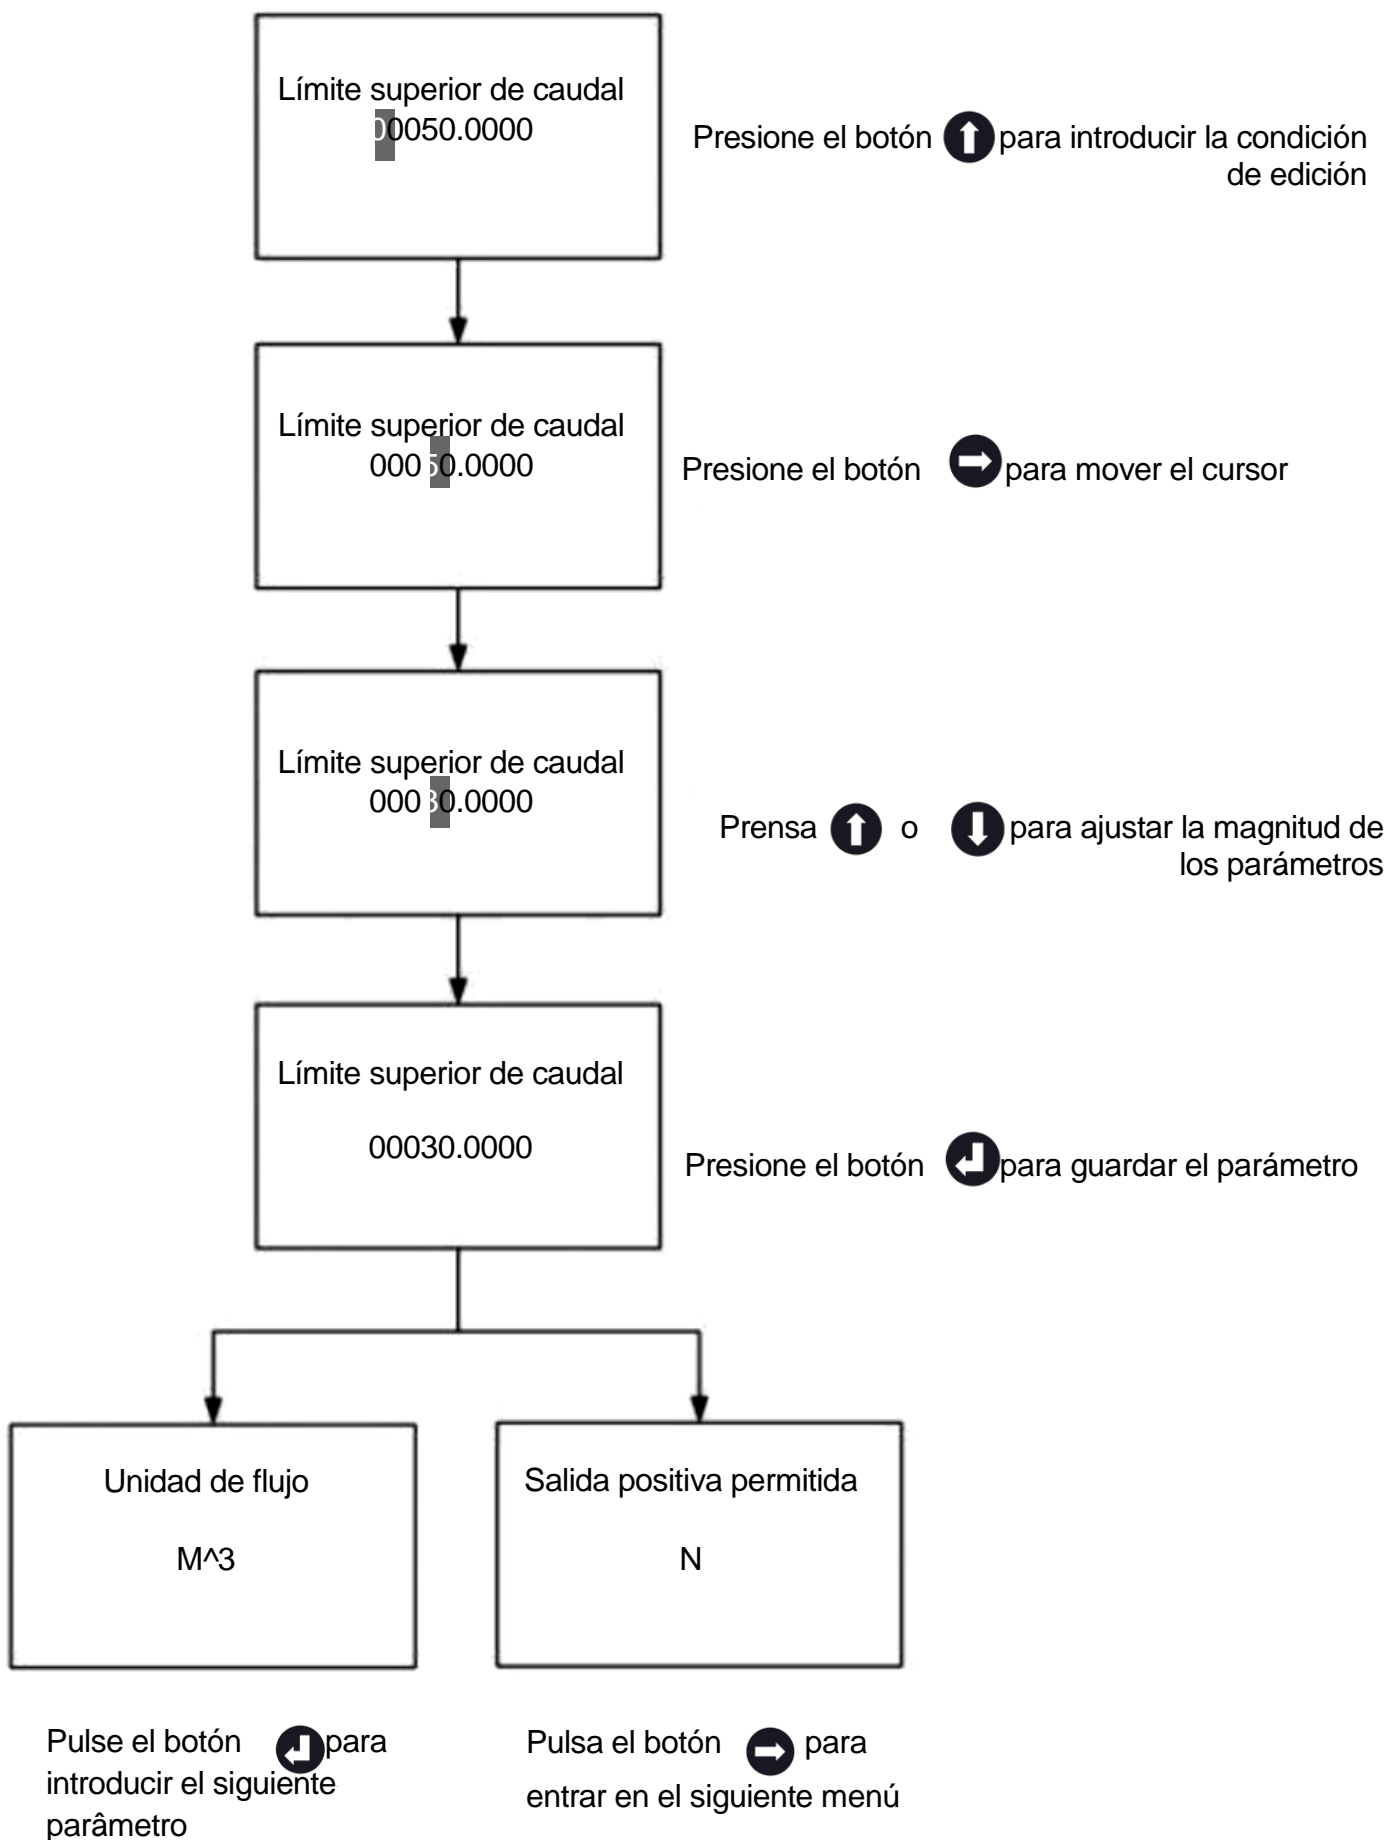 Límite superior de caudal
00050.0000
Presione el botón para introducir la condición
de edición
Límite superior de caudal
00050.0000
Presione el botón para mover el cursor
Límite superior de caudal
00030.0000
Prensa o para ajustar la magnitud de
los parámetros
Límite superior de caudal
00030.0000
Presione el botón para guardar el parámetro
Unidad de flujo
M^3
Salida positiva permitida
N
Pulse el botón para
introducir el siguiente
parâmetro
Pulsa el botón para
entrar en el siguiente menú